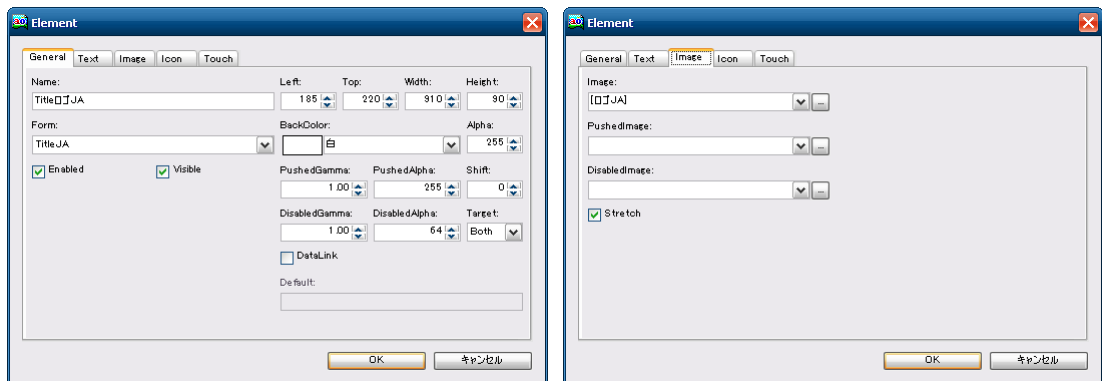 Element
General Text Image Icon Touch
Name: Left: Top: Width: Height:
TitleロゴJA 185 220 910 90
Form: BackColor: Alpha:
TitleJA 白 255
Enabled Visible PushedGamma: PushedAlpha: Shift:
1.00 255 0
DisabledGamma: DisabledAlpha: Target:
1.00 64 Both
DataLink
Default:
OK キャンセル
Element
General Text Image Icon Touch
Image:
[ロゴJA] ...
PushedImage:
...
DisabledImage:
...
Stretch
OK キャンセル